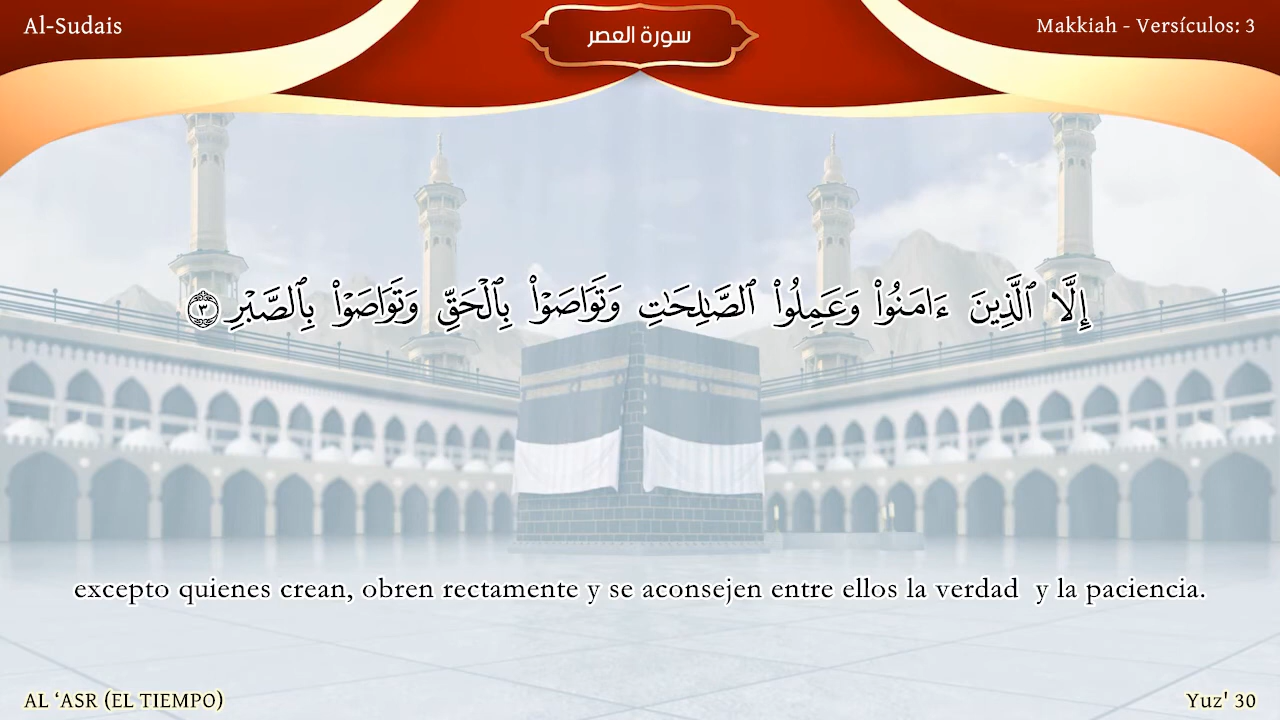 Al-Sudais
سورة العصر
Makkiah - Versículos: 3
إِلَّا ٱلَّذِينَ ءَامَنُوا۟ وَعَمِلُوا۟ ٱلصَّـٰلِحَـٰتِ وَتَوَاصَوْا۟ بِٱلْحَقِّ وَتَوَاصَوْا۟ بِٱلصَّبْرِ ٣
excepto quienes crean, obren rectamente y se aconsejen entre ellos la verdad  y la paciencia.
AL ‘ASR (EL TIEMPO)
Yuz' 30